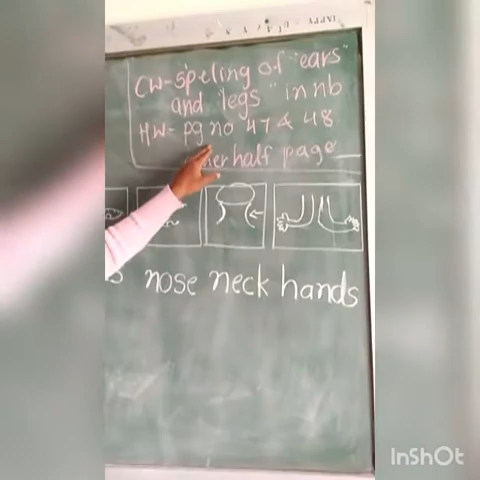 CW-Speling of "ears"
and "legs" in nb
HW- pg no 47 & 48
half page
nose neck hands
InShOt